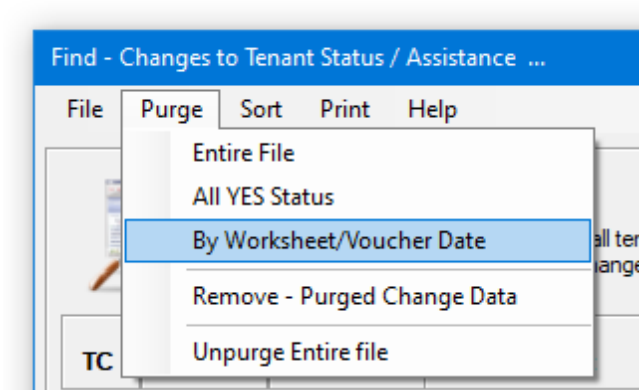 Find - Changes to Tenant Status / Assistance ...
File Purge Sort Print Help
Entire File
All YES Status
By Worksheet/Voucher Date
all
Remove - Purged Change Data
TC
Unpurge Entire file